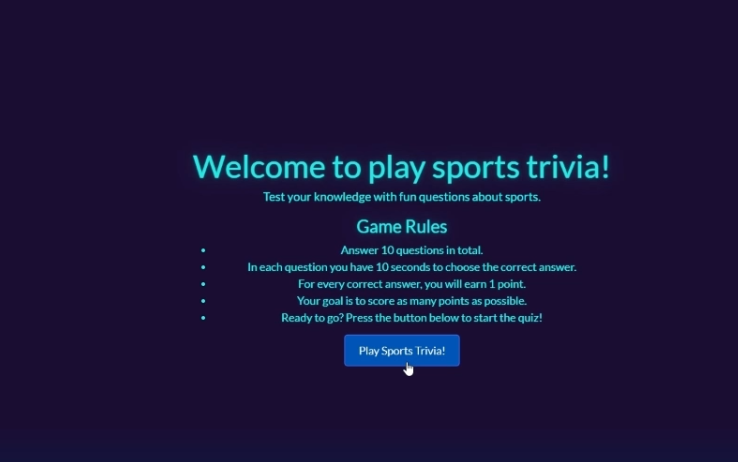 Welcome to play sports trivia!
Test your knowledge with fun questions about sports.
Game Rules
Answer 10 questions in total.
In each question you have 10 seconds to choose the correct answer.
For every correct answer, you will earn 1 point.
Your goal is to score as many points as possible.
Ready to go? Press the button below to start the quiz!
Play Sports Trivia!